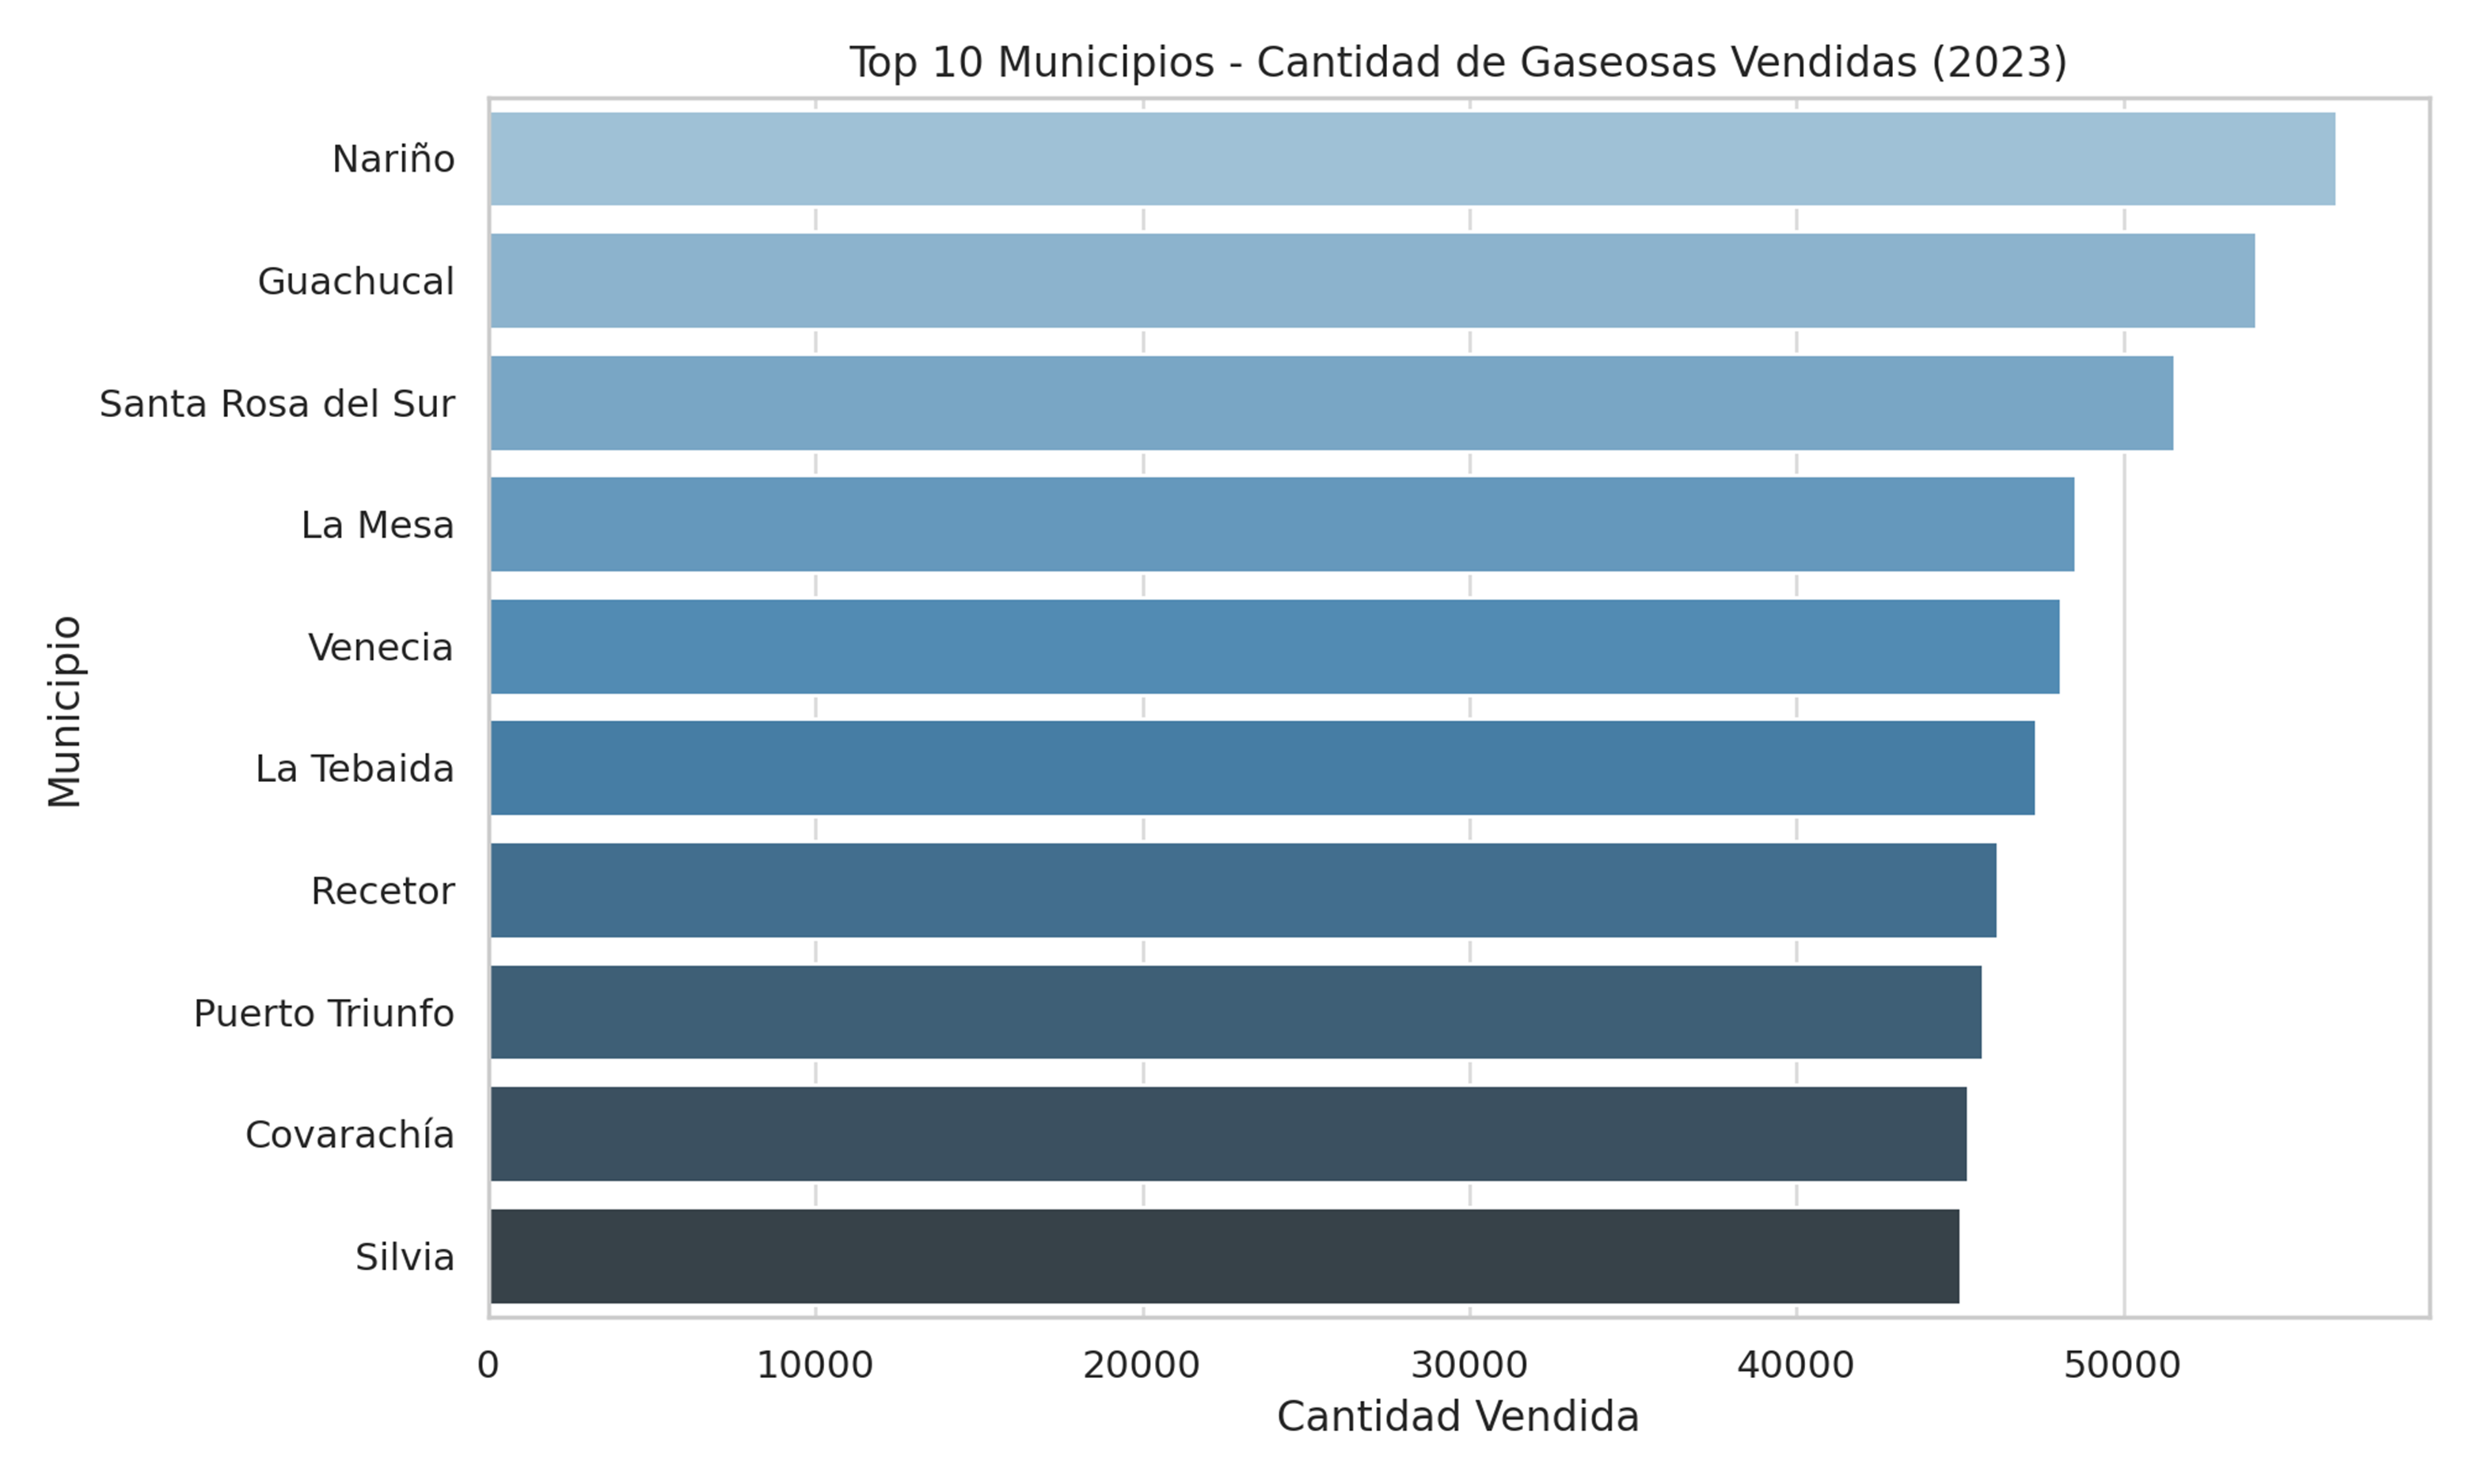 Top 10 Municipios - Cantidad de Gaseosas Vendidas (2023)
Municipio
Nariño
Guachucal
Santa Rosa del Sur
La Mesa
Venecia
La Tebaida
Recetor
Puerto Triunfo
Covarachía
Silvia
0 10000 20000 30000 40000 50000
Cantidad Vendida